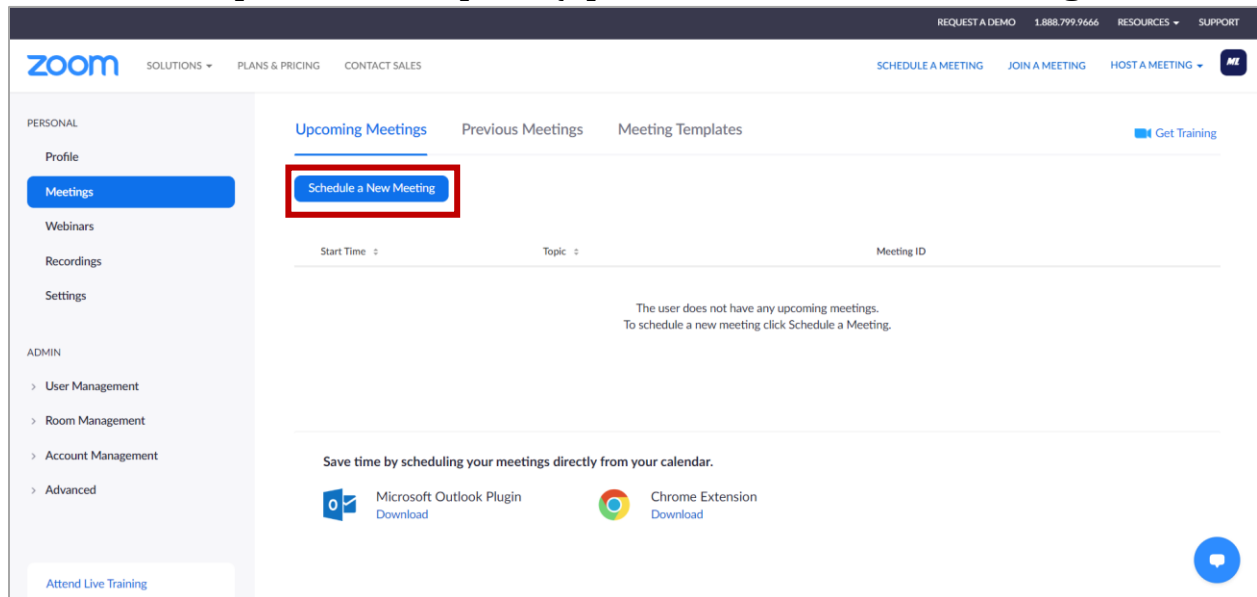 REQUEST A DEMO 1.888.799.9666 RESOURCES SUPPORT
zoom SOLUTIONS PLANS & PRICING CONTACT SALES SCHEDULE A MEETING JOIN A MEETING HOST A MEETING ML
PERSONAL
Profile
Meetings
Webinars
Recordings
Settings
ADMIN
User Management
Room Management
Account Management
Advanced
Attend Live Training
Upcoming Meetings Previous Meetings Meeting Templates Get Training
Schedule a New Meeting
Start Time Topic Meeting ID
The user does not have any upcoming meetings.
To schedule a new meeting click Schedule a Meeting.
Save time by scheduling your meetings directly from your calendar.
Microsoft Outlook Plugin
Download
Chrome Extension
Download